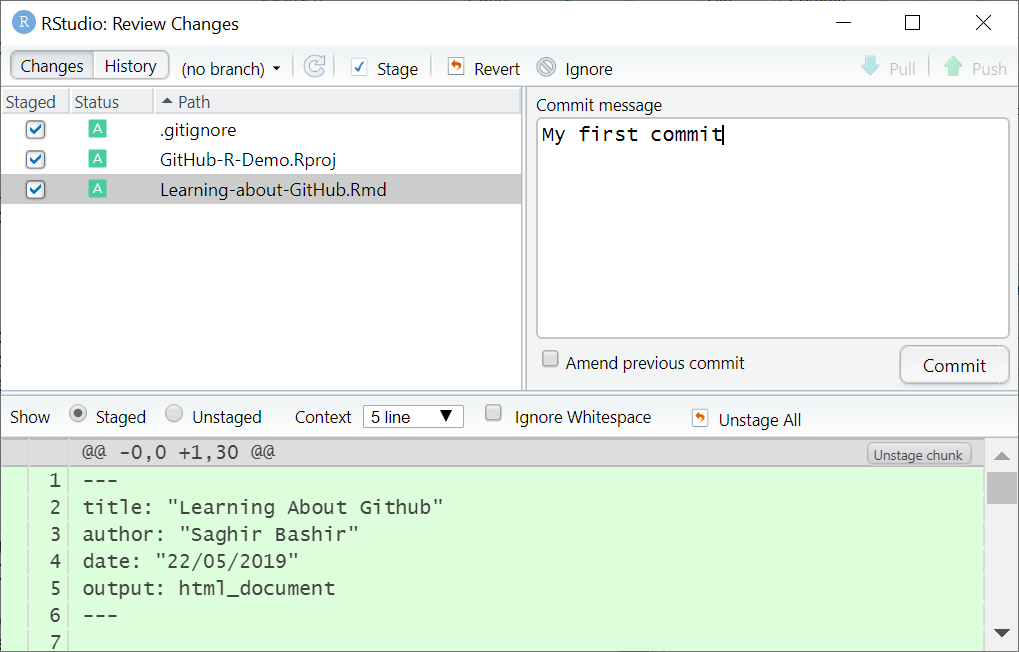 R RStudio: Review Changes
Changes History (no branch) Stage Revert Ignore Pull Push
Staged Status Path
A .gitignore
A GitHub-R-Demo.Rproj
A Learning-about-GitHub.Rmd
Commit message
My first commit
Amend previous commit Commit
Show Staged Unstaged Context 5 line Ignore Whitespace Unstage All
@@ -0,0 +1,30 @@ Unstage chunk
1 ---
2 title: "Learning About Github"
3 author: "Saghir Bashir"
4 date: "22/05/2019"
5 output: html_document
6 ---
7